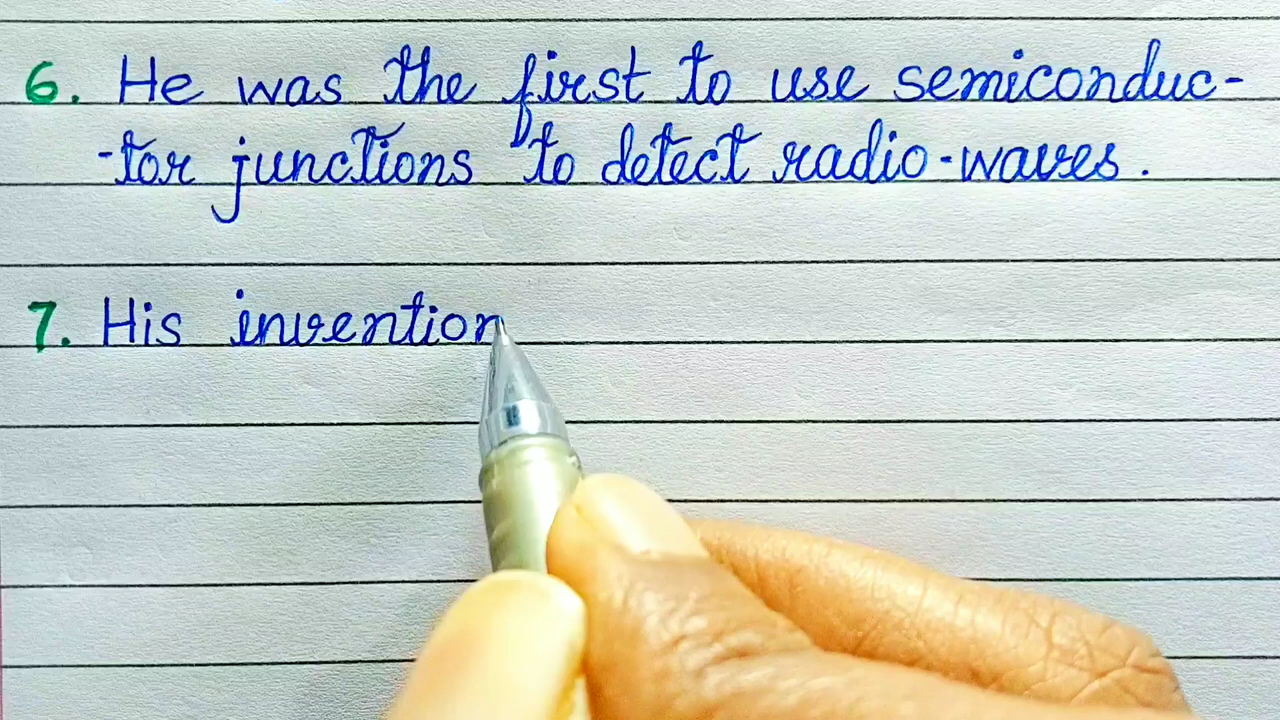 6. He was the first to use semiconduc-
-tor junctions to detect radio-waves.
7. His invention